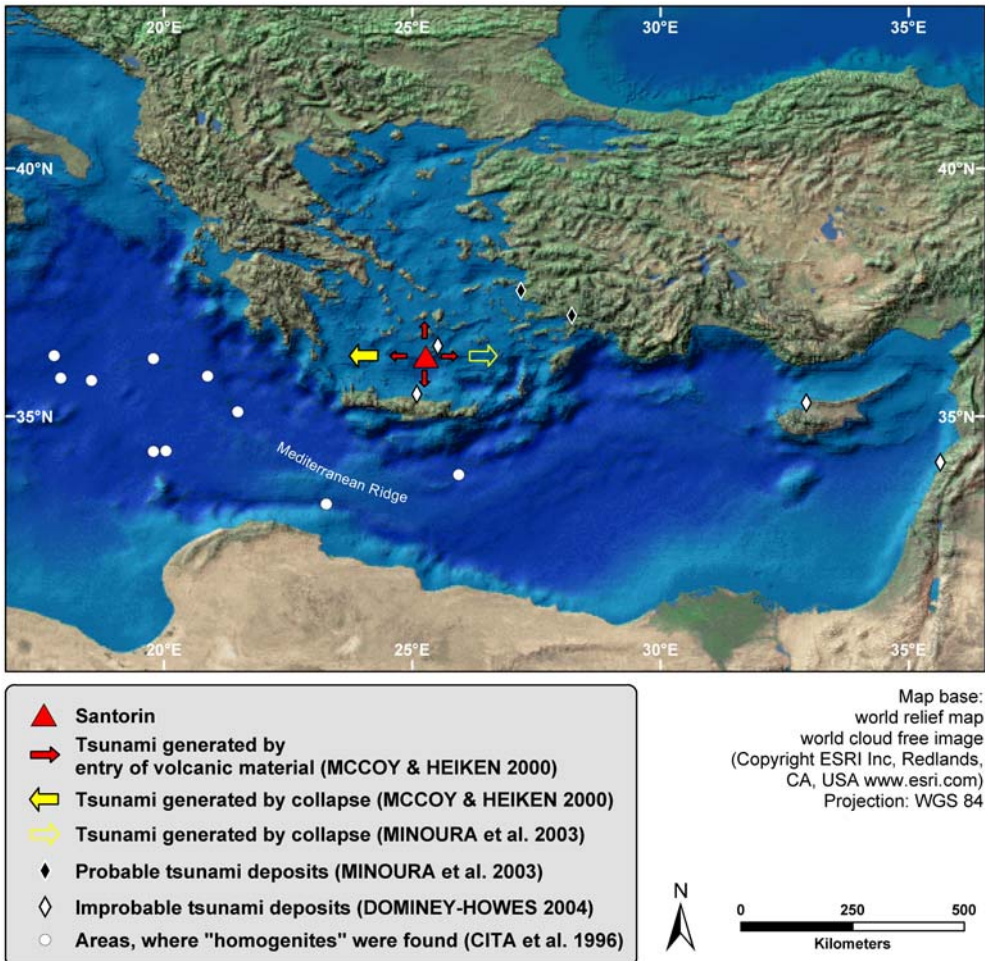 20°E 25°E 30°E 35°E
40°N 40°N
35°N 35°N
Mediterranean Ridge
20°E 25°E 30°E 35°E
Santorin
Tsunami generated by
entry of volcanic material (MCCOY & HEIKEN 2000)
Tsunami generated by collapse (MCCOY & HEIKEN 2000)
Tsunami generated by collapse (MINOURA et al. 2003)
Probable tsunami deposits (MINOURA et al. 2003)
Improbable tsunami deposits (DOMINEY-HOWES 2004)
Areas, where "homogenites" were found (CITA et al. 1996)
Map base:
world relief map
world cloud free image
(Copyright ESRI Inc, Redlands,
CA, USA www.esri.com)
Projection: WGS 84
N
0 250 500
Kilometers